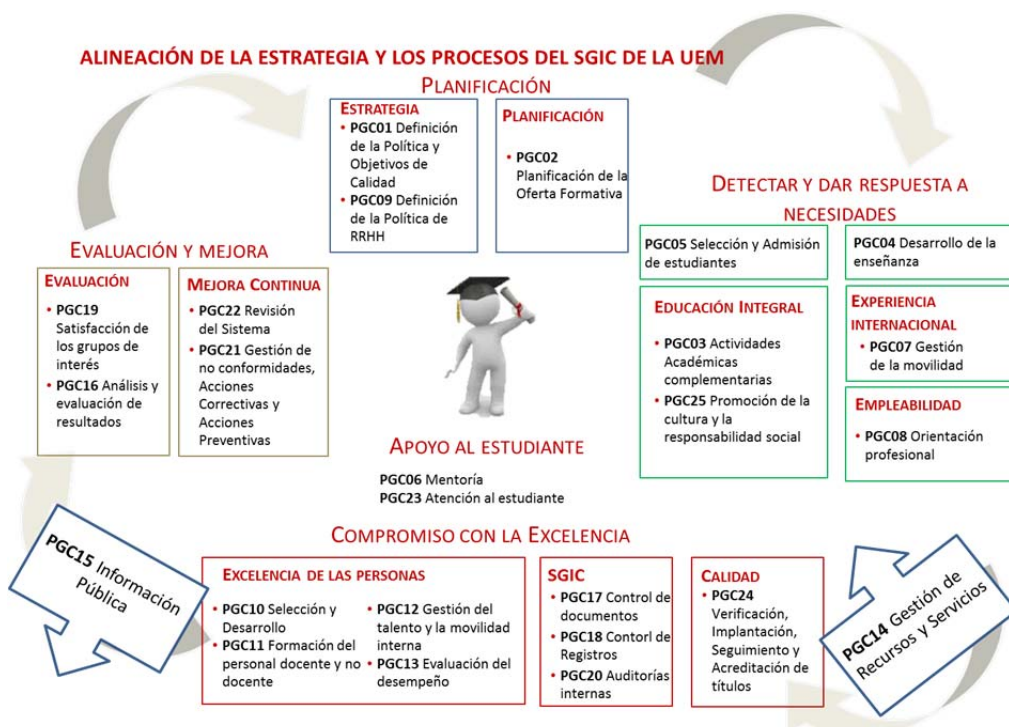 ALINEACIÓN DE LA ESTRATEGIA Y LOS PROCESOS DEL SGIC DE LA UEM
PLANIFICACIÓN
ESTRATEGIA
• PGC01 Definición
de la Política y
Objetivos de
Calidad
• PGC09 Definición
de la Política de
RRHH
PLANIFICACIÓN
• PGC02
Planificación de la
Oferta Formativa
DETECTAR Y DAR RESPUESTA A
NECESIDADES
PGC05 Selección y Admisión
de estudiantes
PGC04 Desarrollo de la
enseñanza
EDUCACIÓN INTEGRAL
• PGC03 Actividades
Académicas
complementarias
• PGC25 Promoción de la
cultura y la
responsabilidad social
EXPERIENCIA
INTERNACIONAL
• PGC07 Gestión
de la movilidad
EMPLEABILIDAD
• PGC08 Orientación
profesional
EVALUACIÓN Y MEJORA
EVALUACIÓN
• PGC19
Satisfacción de
los grupos de
interés
• PGC16 Análisis y
evaluación de
resultados
MEJORA CONTINUA
• PGC22 Revisión
del Sistema
• PGC21 Gestión de
no conformidades,
Acciones
Correctivas y
Acciones
Preventivas
APOYO AL ESTUDIANTE
PGC06 Mentoría
PGC23 Atención al estudiante
COMPROMISO CON LA EXCELENCIA
PGC15 Información
Pública
EXCELENCIA DE LAS PERSONAS
• PGC10 Selección y
Desarrollo
• PGC11 Formación del
personal docente y no
docente
• PGC12 Gestión del
talento y la movilidad
interna
• PGC13 Evaluación del
desempeño
SGIC
• PGC17 Control de
documentos
• PGC18 Contorl de
Registros
• PGC20 Auditorías
internas
CALIDAD
• PGC24
Verificación,
Implantación,
Seguimiento y
Acreditación de
títulos
PGC14 Gestión de
Recursos y Servicios